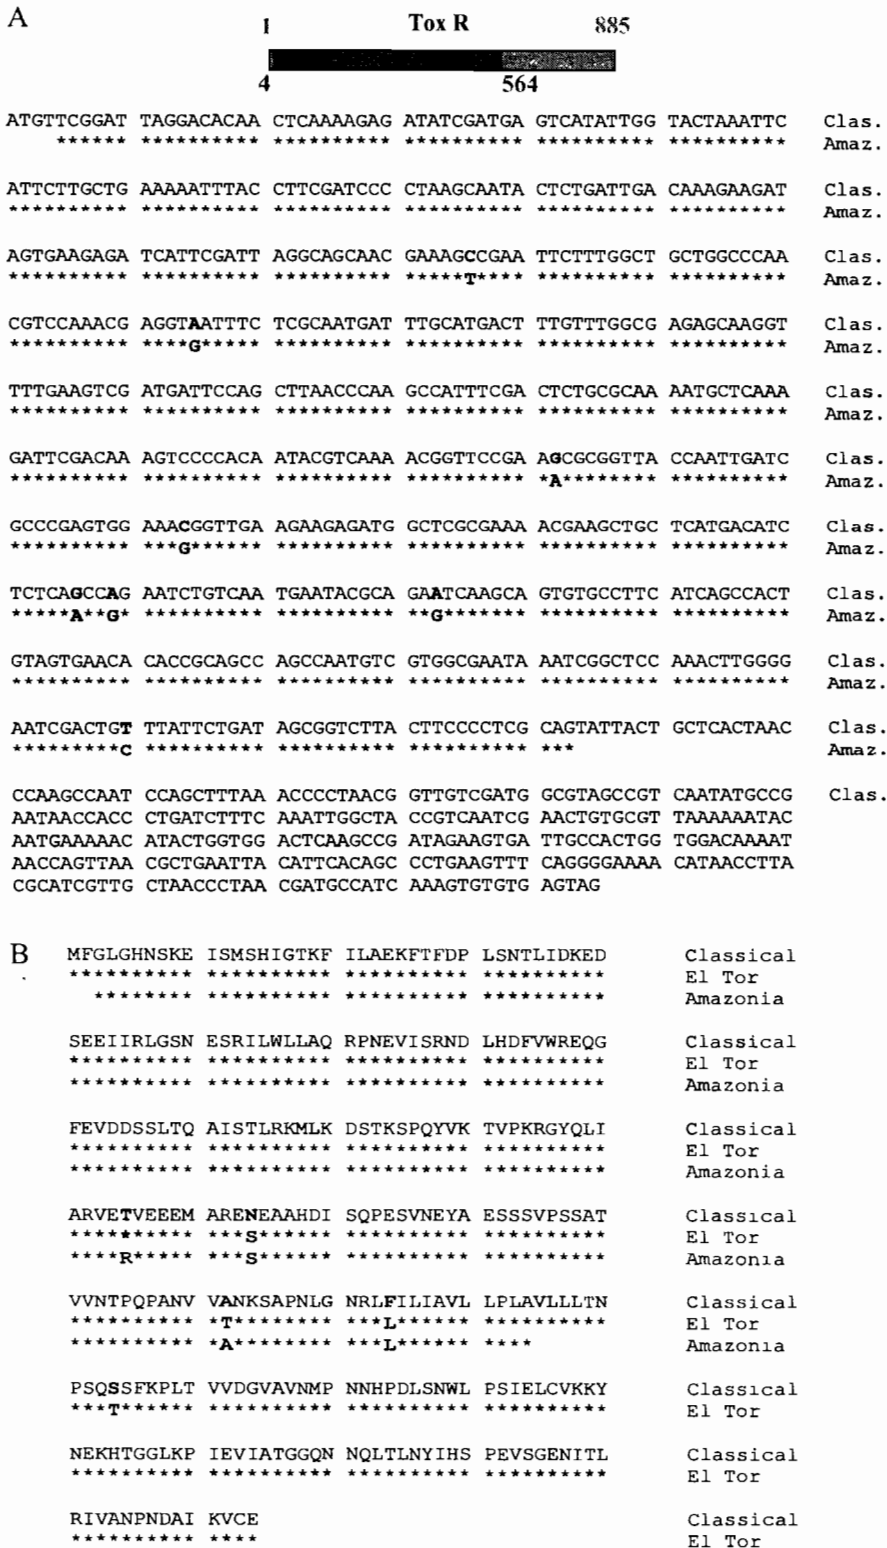 A
1 Tox R 885
4 564
ATGTTCGGAT TAGGACACAA CTCAAAAGAG ATATCGATGA GTCATATTGG TACTAAATTC Clas.
****** ********** ********** ********** ********** ********** Amaz.
ATTCTTGCTG AAAAATTTAC CTTCGATCCC CTAAGCAATA CTCTGATTGA CAAAGAAGAT Clas.
********** ********** ********** ********** ********** ********** Amaz.
AGTGAAGAGA TCATTCGATT AGGCAGCAAC GAAAGCCGAA TTCTTTGGCT GCTGGCCCAA Clas.
********** ********** ********** *****T**** ********** ********** Amaz.
CGTCCAAACG AGGTAATTTC TCGCAATGAT TTGCATGACT TTGTTTGGCG AGAGCAAGGT Clas.
********** ****G***** ********** ********** ********** ********** Amaz.
TTTGAAGTCG ATGATTCCAG CTTAACCCAA GCCATTTCGA CTCTGCGCAA AATGCTCAAA Clas.
********** ********** ********** ********** ********** ********** Amaz.
GATTCGACAA AGTCCCCACA ATACGTCAAA ACGGTTCCGA AGCGCGGTTA CCAATTGATC Clas.
********** ********** ********** ********** *A******** ********** Amaz.
GCCCGAGTGG AAACGGTTGA AGAAGAGATG GCTCGCGAAA ACGAAGCTGC TCATGACATC Clas.
********** ***G****** ********** ********** ********** ********** Amaz.
TCTCAGCCAG AATCTGTCAA TGAATACGCA GAATCAAGCA GTGTGCCTTC ATCAGCCACT Clas.
*****A**G* ********** ********** **G******* ********** ********** Amaz.
GTAGTGAACA CACCGCAGCC AGCCAATGTC GTGGCGAATA AATCGGCTCC AAACTTGGGG Clas.
********** ********** ********** ********** ********** ********** Amaz.
AATCGACTGT TTATTCTGAT AGCGGTCTTA CTTCCCCTCG CAGTATTACT GCTCACTAAC Clas.
*********C ********** ********** ********** *** Amaz.
CCAAGCCAAT CCAGCTTTAA ACCCCTAACG GTTGTCGATG GCGTAGCCGT CAATATGCCG Clas.
AATAACCACC CTGATCTTTC AAATTGGCTA CCGTCAATCG AACTGTGCGT TAAAAAATAC
AATGAAAAAC ATACTGGTGG ACTCAAGCCG ATAGAAGTGA TTGCCACTGG TGGACAAAAT
AACCAGTTAA CGCTGAATTA CATTCACAGC CCTGAAGTTT CAGGGGAAAA CATAACCTTA
CGCATCGTTG CTAACCCTAA CGATGCCATC AAAGTGTGTG AGTAG
B
MFGLGHNSKE ISMSHIGTKF ILAEKFTFDP LSNTLIDKED Classical
********** ********** ********** ********** El Tor
******** ********** ********** ********** Amazonia
SEEIIRLGSN ESRILWLLAQ RPNEVISRND LHDFVWREQG Classical
********** ********** ********** ********** El Tor
********** ********** ********** ********** Amazonia
FEVDDSSLTQ AISTLRKMLK DSTKSPQYVK TVPKRGYQLI Classical
********** ********** ********** ********** El Tor
********** ********** ********** ********** Amazonia
ARVETVEEEM ARENEAAHDI SQPESVNEYA ESSSVPSSAT Classical
********** ***S****** ********** ********** El Tor
****R***** ***S****** ********** ********** Amazonia
VVNTPQPANV VANKSAPNLG NRLFILIAVL LPLAVLLLTN Classical
********** *T******** ***L****** ********** El Tor
********** *A******** ***L****** **** Amazonia
PSQSSFKPLT VVDGVAVNMP NNHPDLSNWL PSIELCVKKY Classical
***T****** ********** ********** ********** El Tor
NEKHTGGLKP IEVIATGGQN NQLTLNYIHS PEVSGENITL Classical
********** ********** ********** ********** El Tor
RIVANPNDAI KVCE Classical
********** **** El Tor